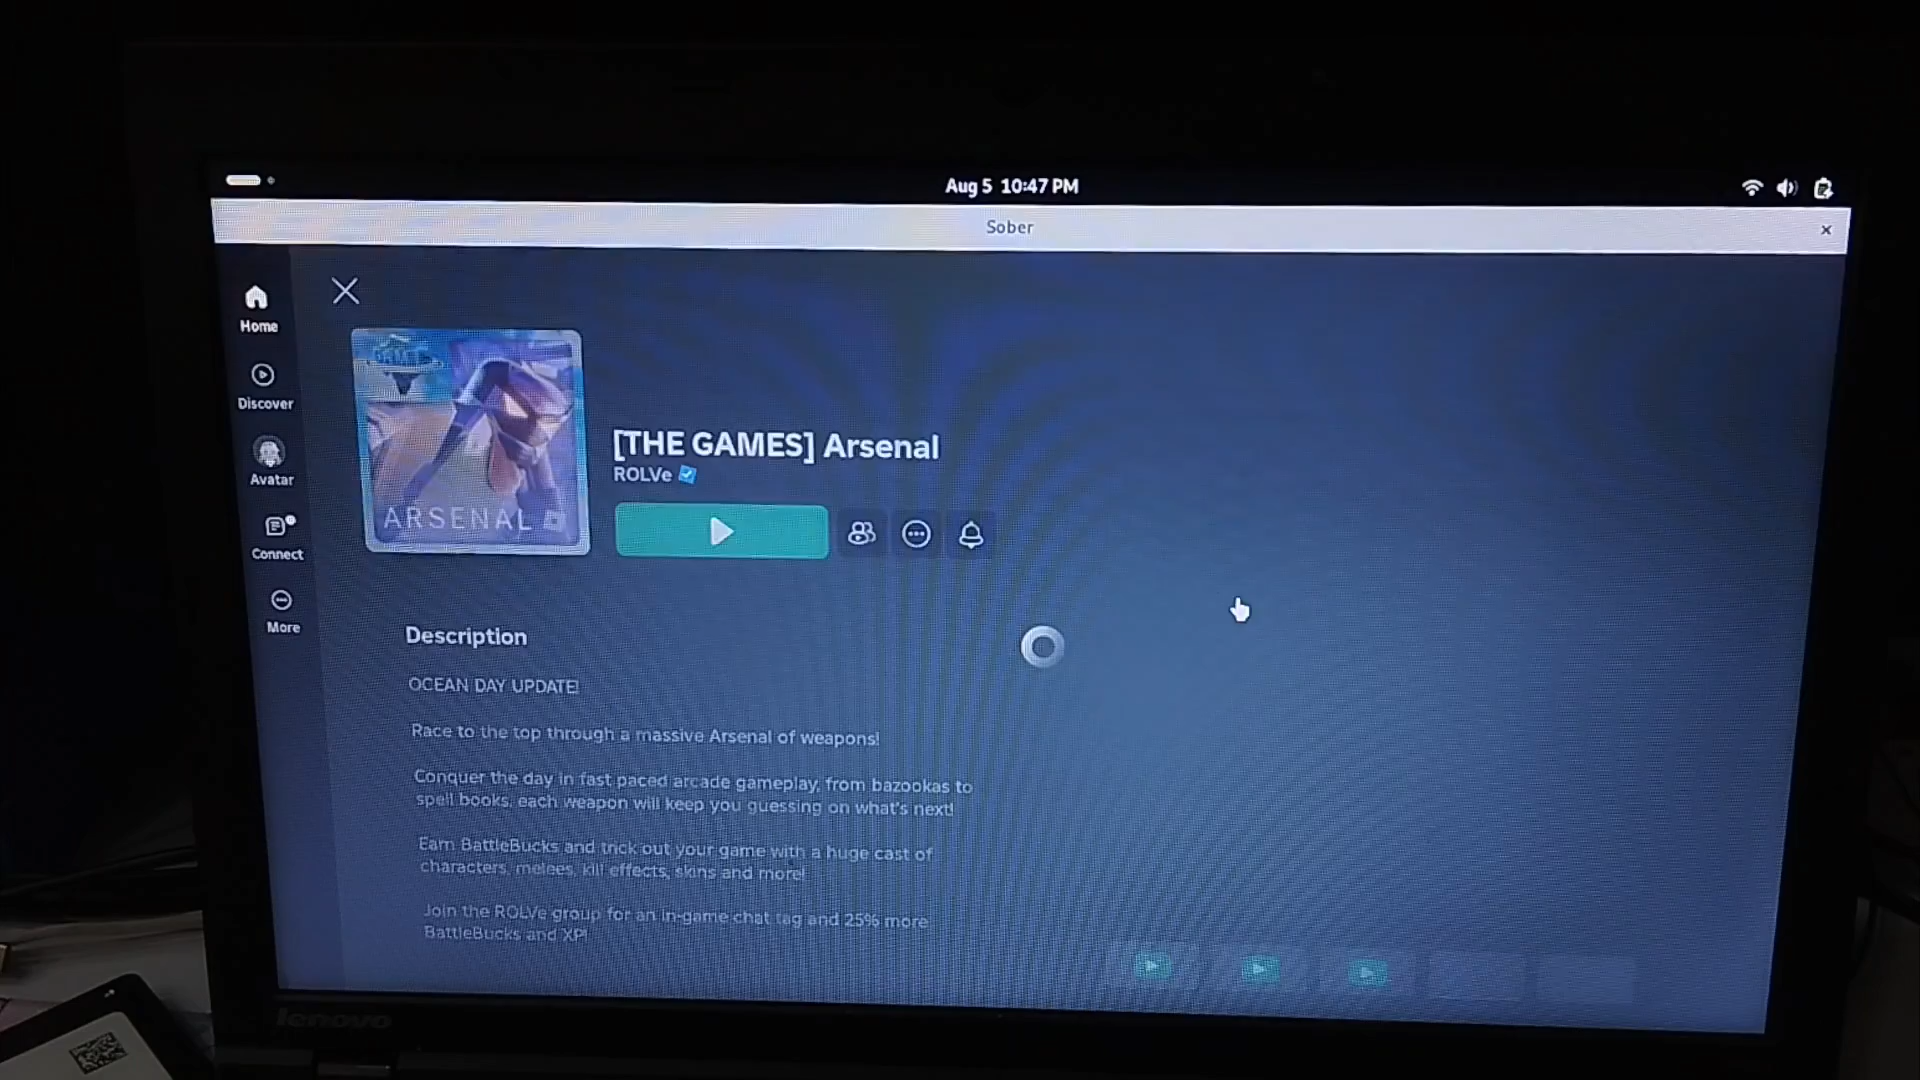 Aug 5 10:47 PM
Sober
Home
Discover
Avatar
Connect
More
ARSENAL
[THE GAMES] Arsenal
ROLVe
Description
OCEAN DAY UPDATE!
Race to the top through a massive Arsenal of weapons!
Conquer the day in fast paced arcade gameplay, from bazookas to
spell books, each weapon will keep you guessing on what's next!
Earn BattleBucks and trick out your game with a huge cast of
characters, melees, kill effects, skins and more!
Join the ROLVe group for an in-game chat tag and 25% more
BattleBucks and XP!
lenovo